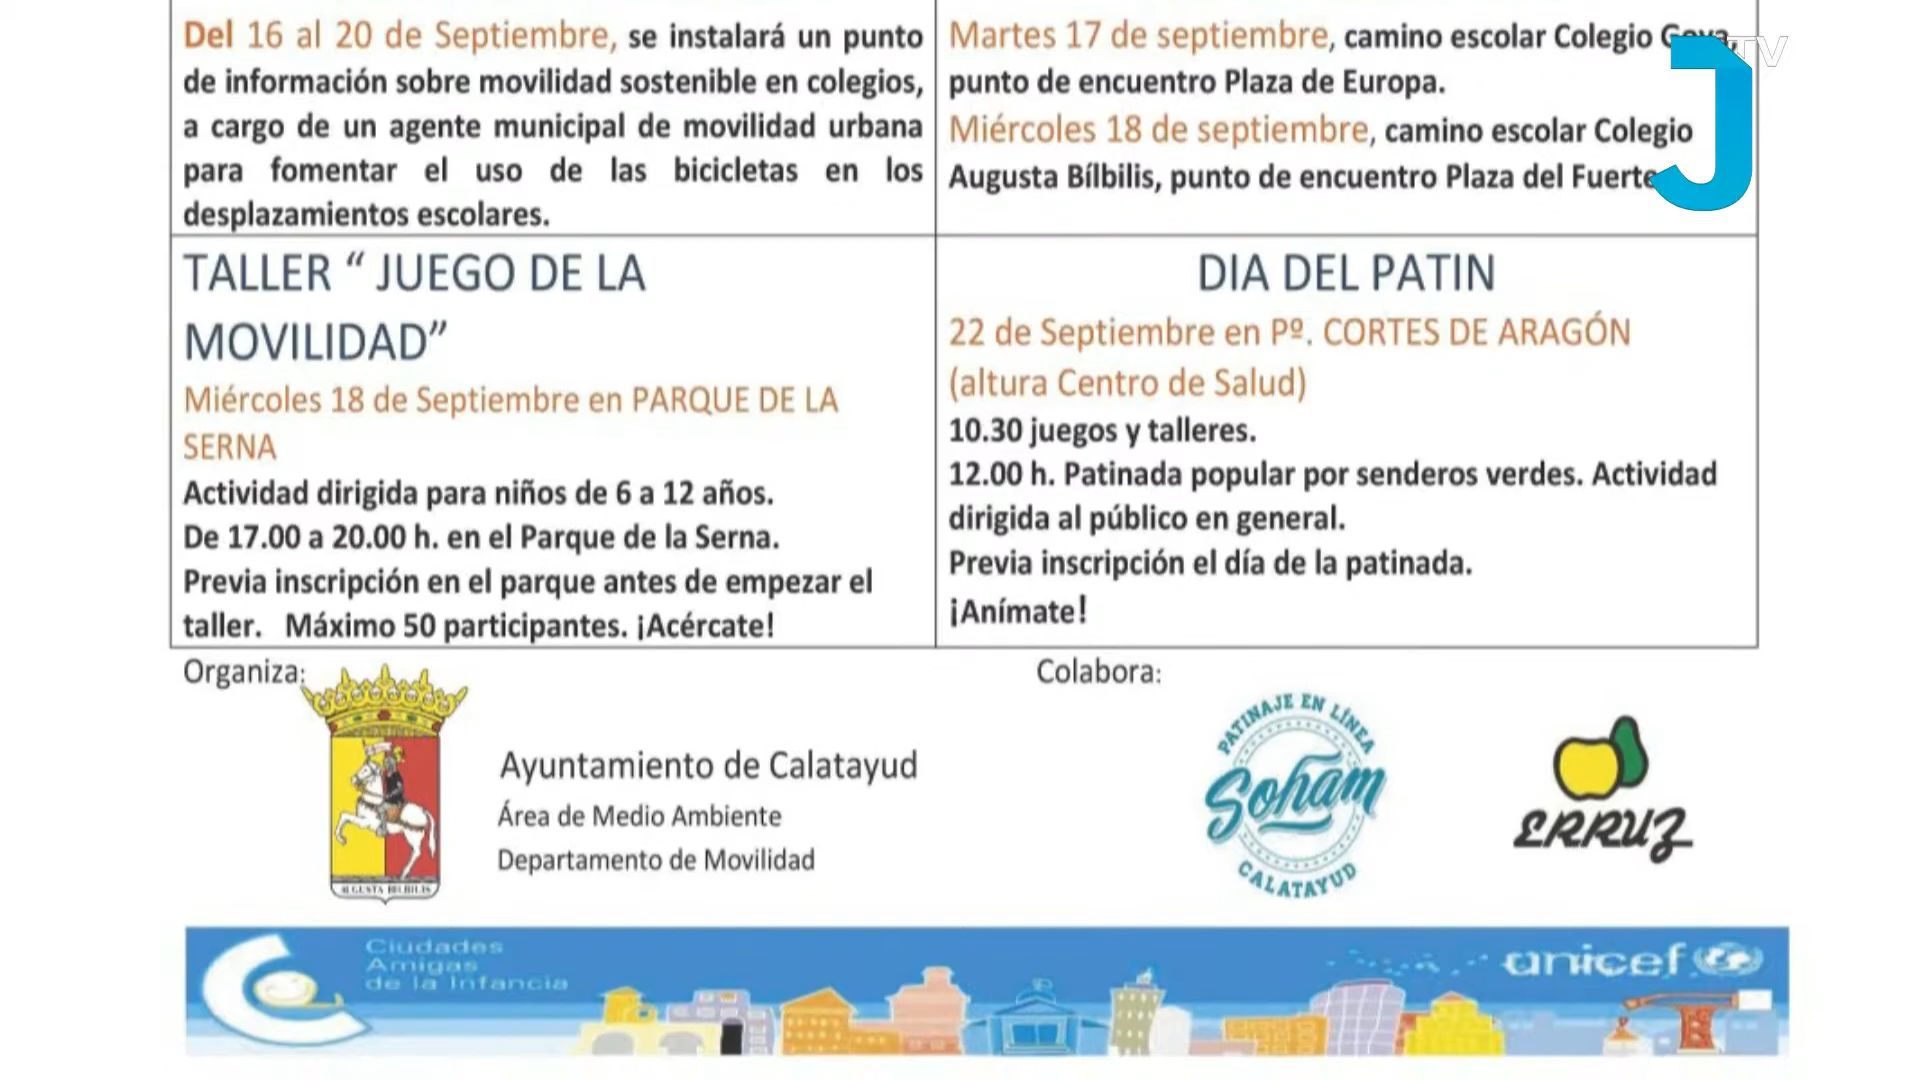 Del 16 al 20 de Septiembre, se instalará un punto
de información sobre movilidad sostenible en colegios,
a cargo de un agente municipal de movilidad urbana
para fomentar el uso de las bicicletas en los
desplazamientos escolares.
Martes 17 de septiembre, camino escolar Colegio Goya,
punto de encuentro Plaza de Europa.
Miércoles 18 de septiembre, camino escolar Colegio
Augusta Bílbilis, punto de encuentro Plaza del Fuerte
JTV
TALLER “ JUEGO DE LA
MOVILIDAD”
Miércoles 18 de Septiembre en PARQUE DE LA
SERNA
Actividad dirigida para niños de 6 a 12 años.
De 17.00 a 20.00 h. en el Parque de la Serna.
Previa inscripción en el parque antes de empezar el
taller. Máximo 50 participantes. ¡Acércate!
DIA DEL PATIN
22 de Septiembre en Pº. CORTES DE ARAGÓN
(altura Centro de Salud)
10.30 juegos y talleres.
12.00 h. Patinada popular por senderos verdes. Actividad
dirigida al público en general.
Previa inscripción el día de la patinada.
¡Anímate!
Organiza:
AUGUSTA BILBILIS
Ayuntamiento de Calatayud
Área de Medio Ambiente
Departamento de Movilidad
Colabora:
PATINAJE EN LÍNEA
Soham
CALATAYUD
ERRUZ
Ciudades
Amigas
de la Infancia
unicef